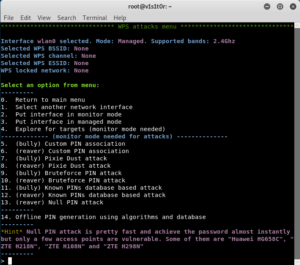 root@v1s1t0r: ~
File Edit View Search Terminal Help
******************************** WPS attacks menu ********************************
Interface wlan0 selected. Mode: Managed. Supported bands: 2.4Ghz
Selected WPS BSSID: None
Selected WPS channel: None
Selected WPS ESSID: None
WPS locked network: None
Select an option from menu:
---------
0. Return to main menu
1. Select another network interface
2. Put interface in monitor mode
3. Put interface in managed mode
4. Explore for targets (monitor mode needed)
------------- (monitor mode needed for attacks) --------------
5. (bully) Custom PIN association
6. (reaver) Custom PIN association
7. (bully) Pixie Dust attack
8. (reaver) Pixie Dust attack
9. (bully) Bruteforce PIN attack
10. (reaver) Bruteforce PIN attack
11. (bully) Known PINs database based attack
12. (reaver) Known PINs database based attack
13. (reaver) Null PIN attack
---------
14. Offline PIN generation using algorithms and database
---------
*Hint* Null PIN attack is pretty fast and achieve the password almost instantly
but only a few access points are vulnerable. Some of them are "Huawei HG658C", "
ZTE H218N", "ZTE H108N" and "ZTE H298N"
---------
>